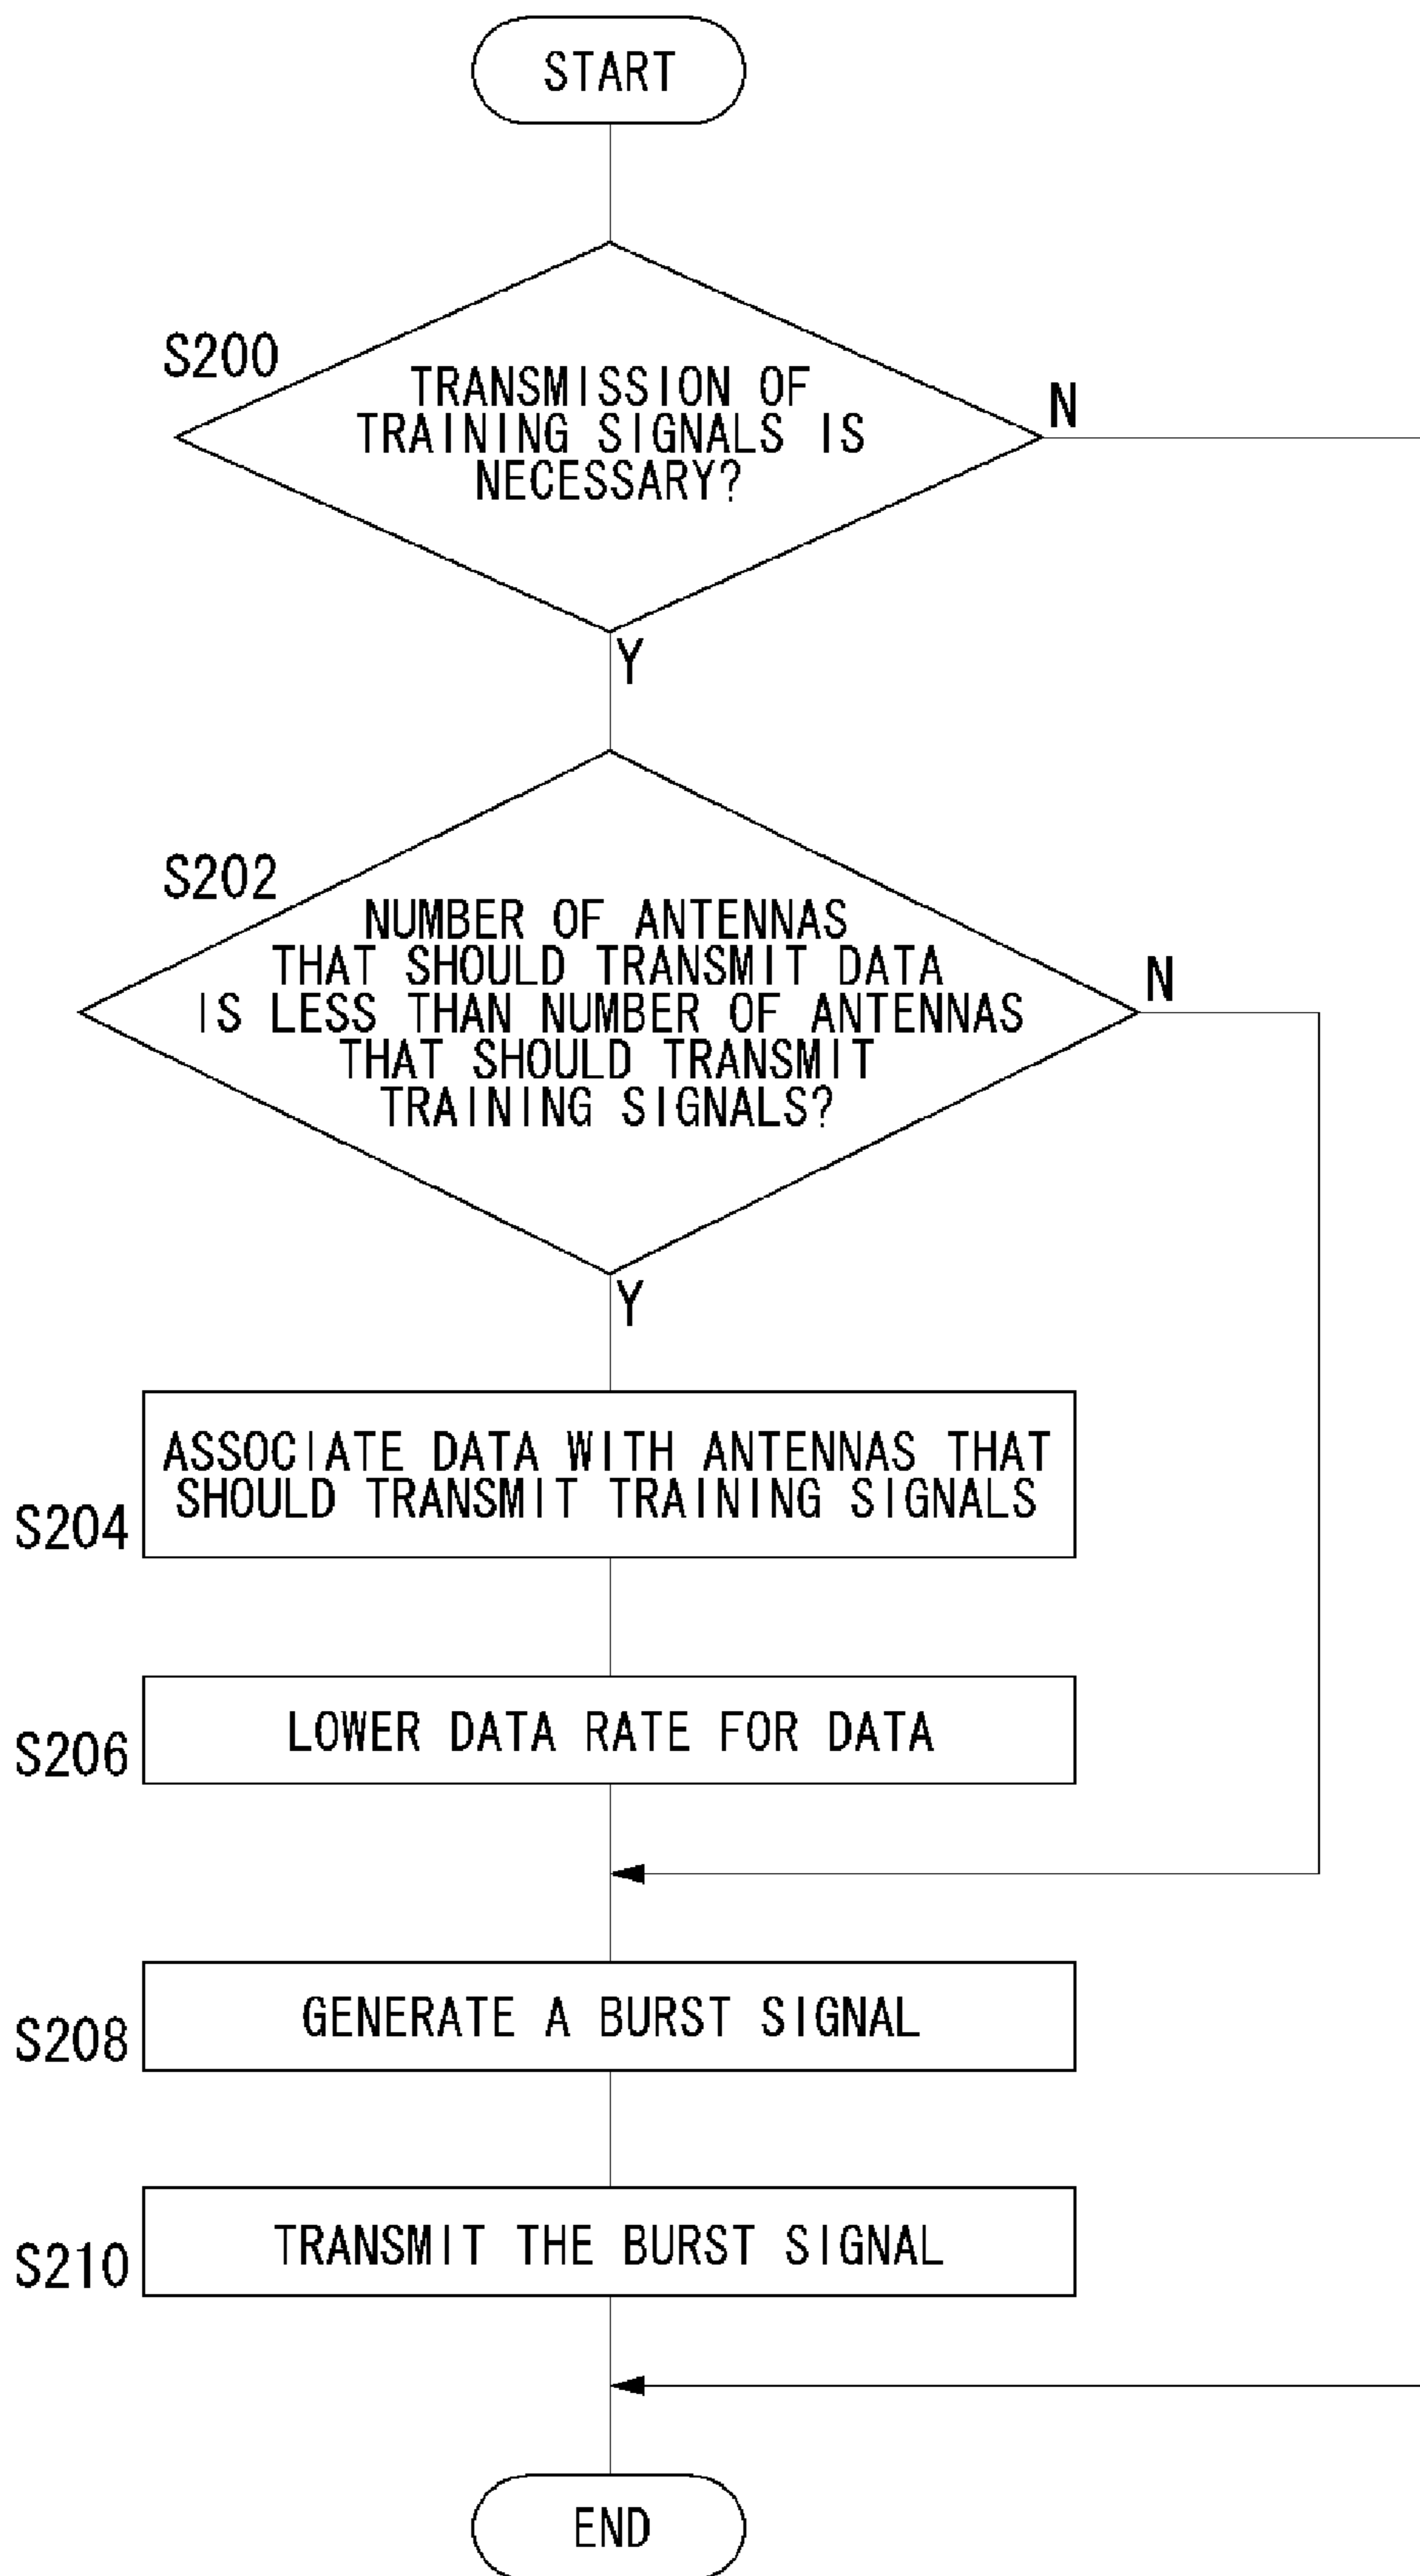 START
S200
TRANSMISSION OF
TRAINING SIGNALS IS
NECESSARY?
N
Y
S202
NUMBER OF ANTENNAS
THAT SHOULD TRANSMIT DATA
IS LESS THAN NUMBER OF ANTENNAS
THAT SHOULD TRANSMIT
TRAINING SIGNALS?
N
Y
ASSOCIATE DATA WITH ANTENNAS THAT
SHOULD TRANSMIT TRAINING SIGNALS
S204
LOWER DATA RATE FOR DATA
S206
GENERATE A BURST SIGNAL
S208
TRANSMIT THE BURST SIGNAL
S210
END